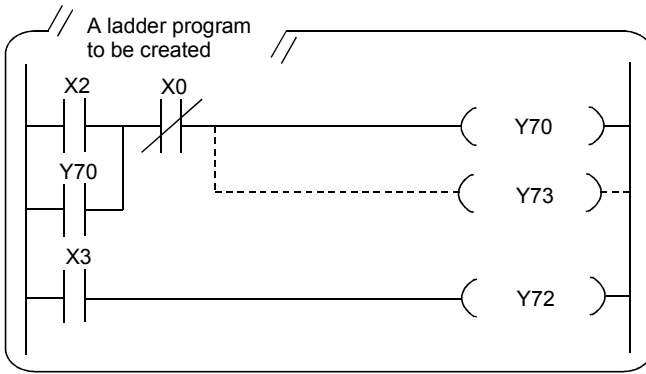 A ladder program
to be created
X2 X0
Y70
Y70
Y73
X3
Y72